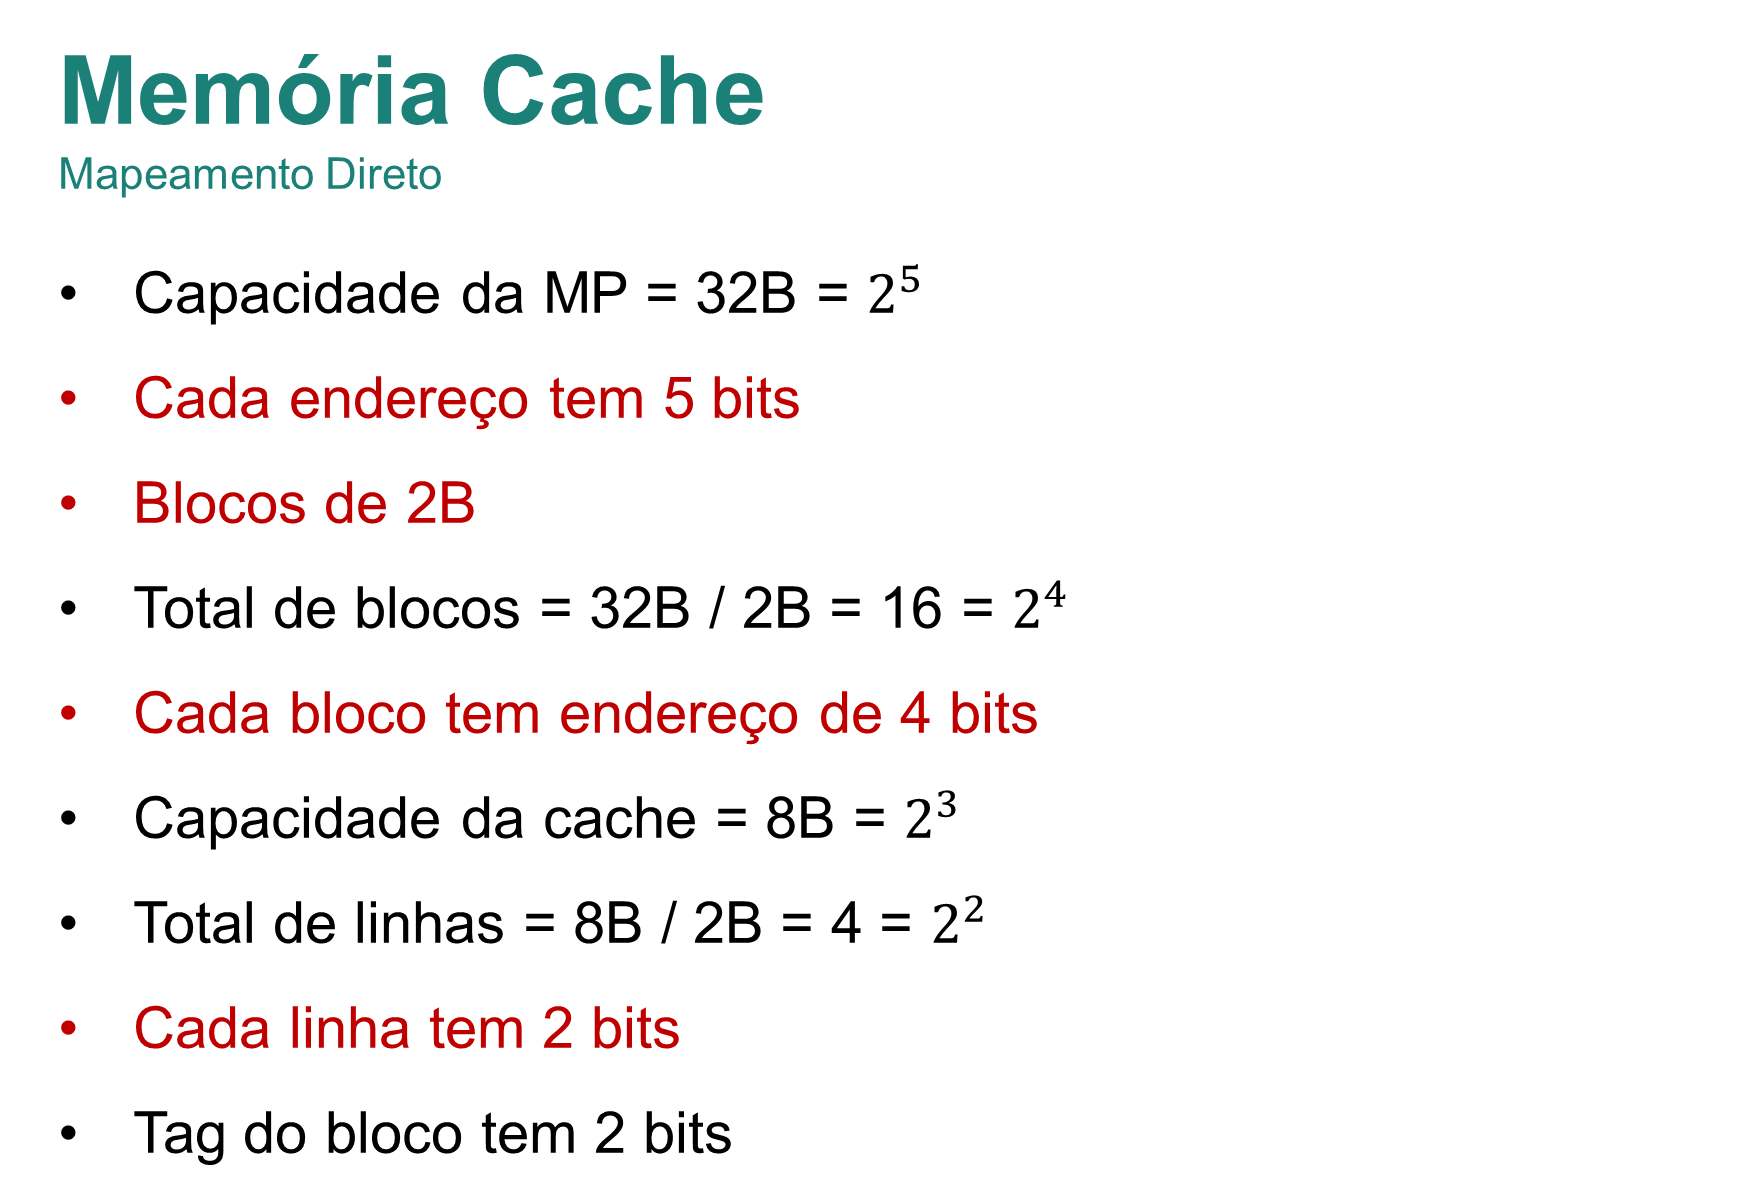 Memória Cache
Mapeamento Direto
• Capacidade da MP = 32B = 2⁵
• Cada endereço tem 5 bits
• Blocos de 2B
• Total de blocos = 32B / 2B = 16 = 2⁴
• Cada bloco tem endereço de 4 bits
• Capacidade da cache = 8B = 2³
• Total de linhas = 8B / 2B = 4 = 2²
• Cada linha tem 2 bits
• Tag do bloco tem 2 bits